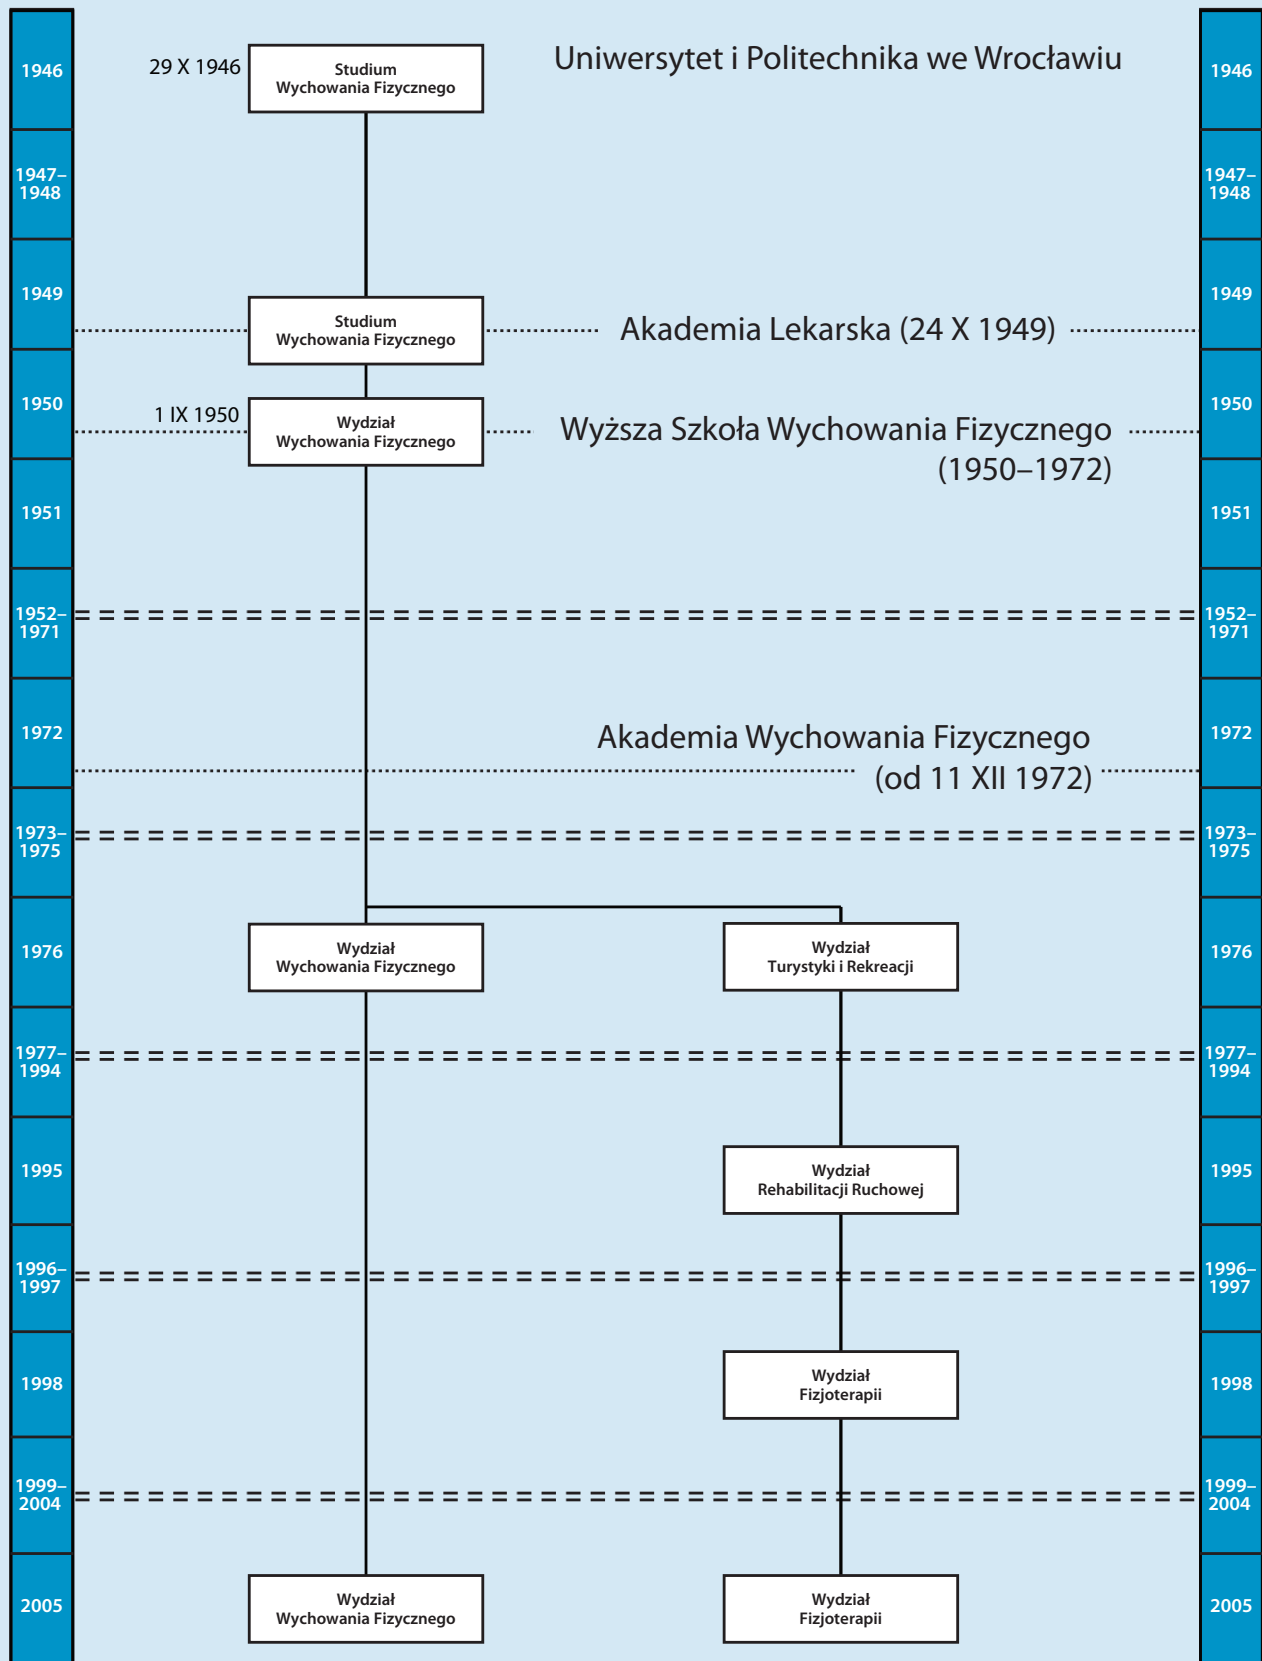 1946
29 X 1946
Studium
Wychowania Fizycznego
Uniwersytet i Politechnika we Wrocławiu
1946
1947–
1948
1947–
1948
1949
Studium
Wychowania Fizycznego
Akademia Lekarska (24 X 1949)
1949
1950
1 IX 1950
Wydział
Wychowania Fizycznego
Wyższa Szkoła Wychowania Fizycznego
(1950–1972)
1950
1951
1951
1952–
1971
1952–
1971
1972
Akademia Wychowania Fizycznego
(od 11 XII 1972)
1972
1973–
1975
1973–
1975
1976
Wydział
Wychowania Fizycznego
Wydział
Turystyki i Rekreacji
1976
1977–
1994
1977–
1994
1995
Wydział
Rehabilitacji Ruchowej
1995
1996–
1997
1996–
1997
1998
Wydział
Fizjoterapii
1998
1999–
2004
1999–
2004
2005
Wydział
Wychowania Fizycznego
Wydział
Fizjoterapii
2005